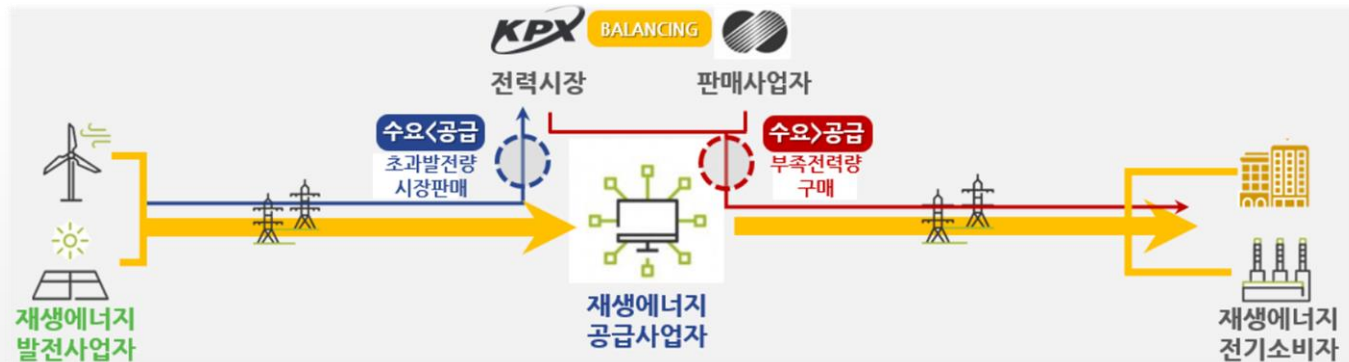 KPX
BALANCING
전력시장
판매사업자
수요<공급
초과발전량
시장판매
수요>공급
부족전력량
구매
재생에너지
발전사업자
재생에너지
공급사업자
재생에너지
전기소비자